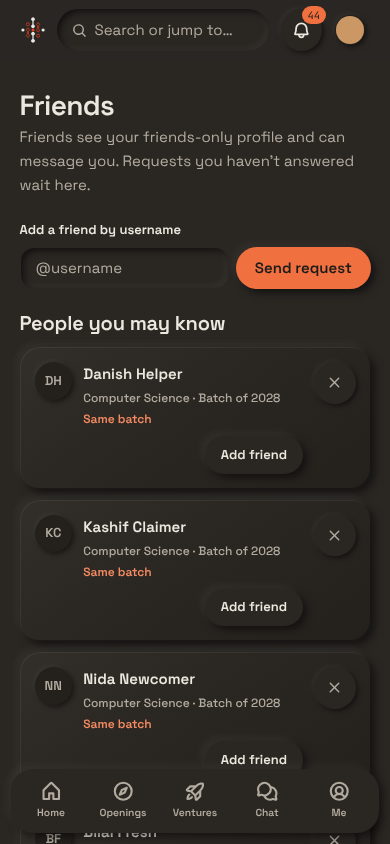 Search or jump to...
44
Friends
Friends see your friends-only profile and can
message you. Requests you haven't answered
wait here.
Add a friend by username
@username
Send request
People you may know
DH
Danish Helper
Computer Science · Batch of 2028
Same batch
Add friend
KC
Kashif Claimer
Computer Science · Batch of 2028
Same batch
Add friend
NN
Nida Newcomer
Computer Science · Batch of 2028
Same batch
Add friend
Home
Openings
Ventures
Chat
Me
BF